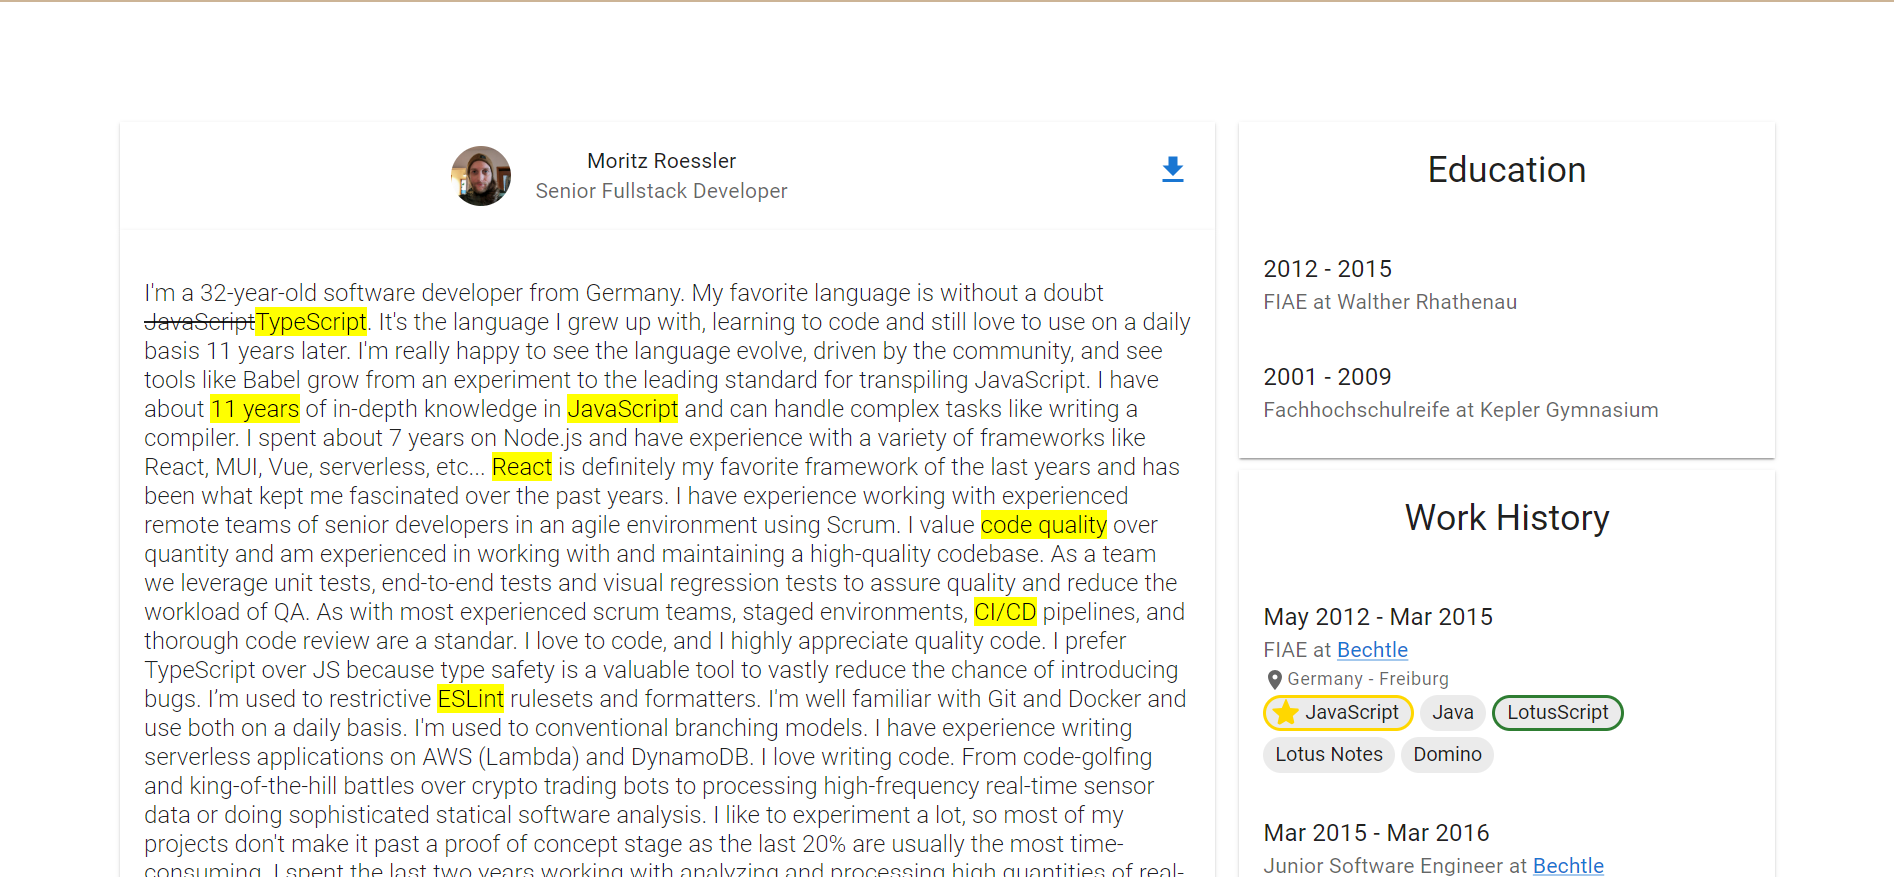 Moritz Roessler
Senior Fullstack Developer
I'm a 32-year-old software developer from Germany. My favorite language is without a doubt
JavaScriptTypeScript. It's the language I grew up with, learning to code and still love to use on a daily
basis 11 years later. I'm really happy to see the language evolve, driven by the community, and see
tools like Babel grow from an experiment to the leading standard for transpiling JavaScript. I have
about 11 years of in-depth knowledge in JavaScript and can handle complex tasks like writing a
compiler. I spent about 7 years on Node.js and have experience with a variety of frameworks like
React, MUI, Vue, serverless, etc... React is definitely my favorite framework of the last years and has
been what kept me fascinated over the past years. I have experience working with experienced
remote teams of senior developers in an agile environment using Scrum. I value code quality over
quantity and am experienced in working with and maintaining a high-quality codebase. As a team
we leverage unit tests, end-to-end tests and visual regression tests to assure quality and reduce the
workload of QA. As with most experienced scrum teams, staged environments, CI/CD pipelines, and
thorough code review are a standar. I love to code, and I highly appreciate quality code. I prefer
TypeScript over JS because type safety is a valuable tool to vastly reduce the chance of introducing
bugs. I’m used to restrictive ESLint rulesets and formatters. I'm well familiar with Git and Docker and
use both on a daily basis. I'm used to conventional branching models. I have experience writing
serverless applications on AWS (Lambda) and DynamoDB. I love writing code. From code-golfing
and king-of-the-hill battles over crypto trading bots to processing high-frequency real-time sensor
data or doing sophisticated statical software analysis. I like to experiment a lot, so most of my
projects don't make it past a proof of concept stage as the last 20% are usually the most time-
consuming. I spent the last two years working with analyzing and processing high quantities of real-
Education
2012 - 2015
FIAE at Walther Rhathenau
2001 - 2009
Fachhochschulreife at Kepler Gymnasium
Work History
May 2012 - Mar 2015
FIAE at Bechtle
Germany - Freiburg
JavaScript Java LotusScript
Lotus Notes Domino
Mar 2015 - Mar 2016
Junior Software Engineer at Bechtle